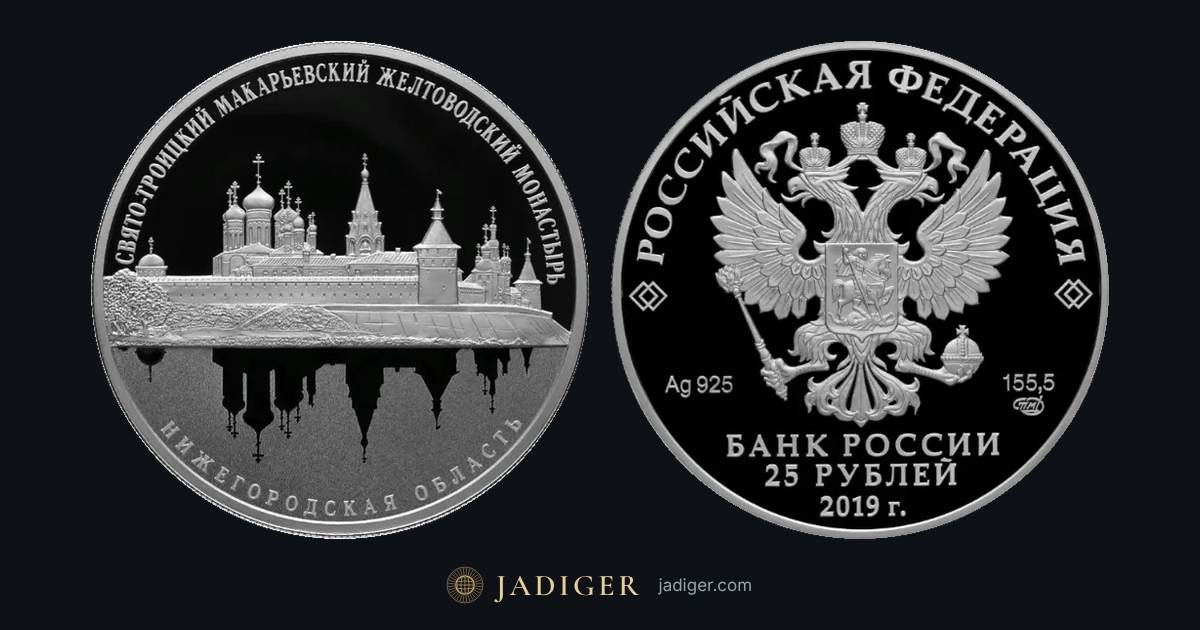 СВЯТО-ТРОИЦКИЙ МАКАРЬЕВСКИЙ ЖЕЛТОВОДСКИЙ МОНАСТЫРЬ
НИЖЕГОРОДСКАЯ ОБЛАСТЬ
РОССИЙСКАЯ ФЕДЕРАЦИЯ
Ag 925
155,5
БАНК РОССИИ
25 РУБЛЕЙ
2019 г.
JADIGER jadiger.com